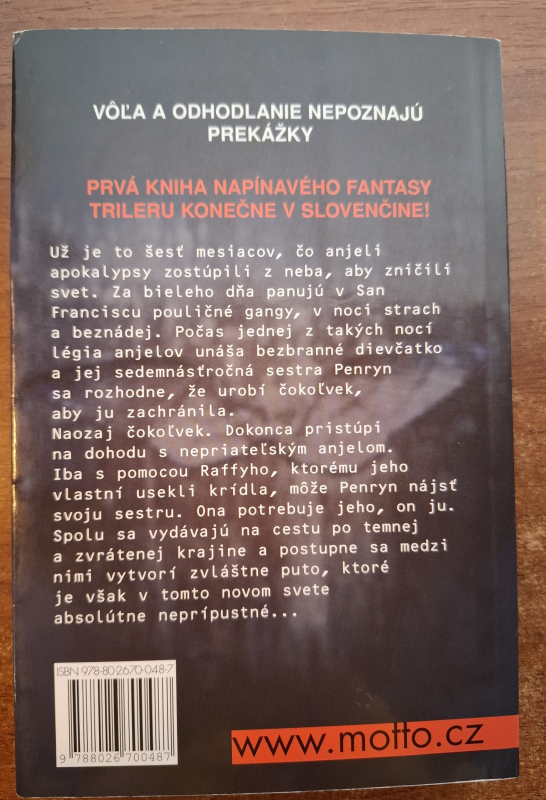 VÔĽA A ODHODLANIE NEPOZNAJÚ
PREKÁŽKY
PRVÁ KNIHA NAPÍNAVÉHO FANTASY
TRILERU KONEČNE V SLOVENČINE!
Už je to šesť mesiacov, čo anjeli
apokalypsy zostúpili z neba, aby zničili
svet. Za bieleho dňa panujú v San
Franciscu pouličné gangy, v noci strach
a beznádej. Počas jednej z takých nocí
légia anjelov unáša bezbranné dievčatko
a jej sedemnásťročná sestra Penryn
sa rozhodne, že urobí čokoľvek,
aby ju zachránila.
Naozaj čokoľvek. Dokonca pristúpi
na dohodu s nepriateľským anjelom.
Iba s pomocou Raffyho, ktorému jeho
vlastní usekli krídla, môže Penryn nájsť
svoju sestru. Ona potrebuje jeho, on ju.
Spolu sa vydávajú na cestu po temnej
a zvrátenej krajine a postupne sa medzi
nimi vytvorí zvláštne puto, ktoré
je však v tomto novom svete
absolútne neprípustné...
ISBN 978-80-2670-048-7
9 788026 700487
www.motto.cz